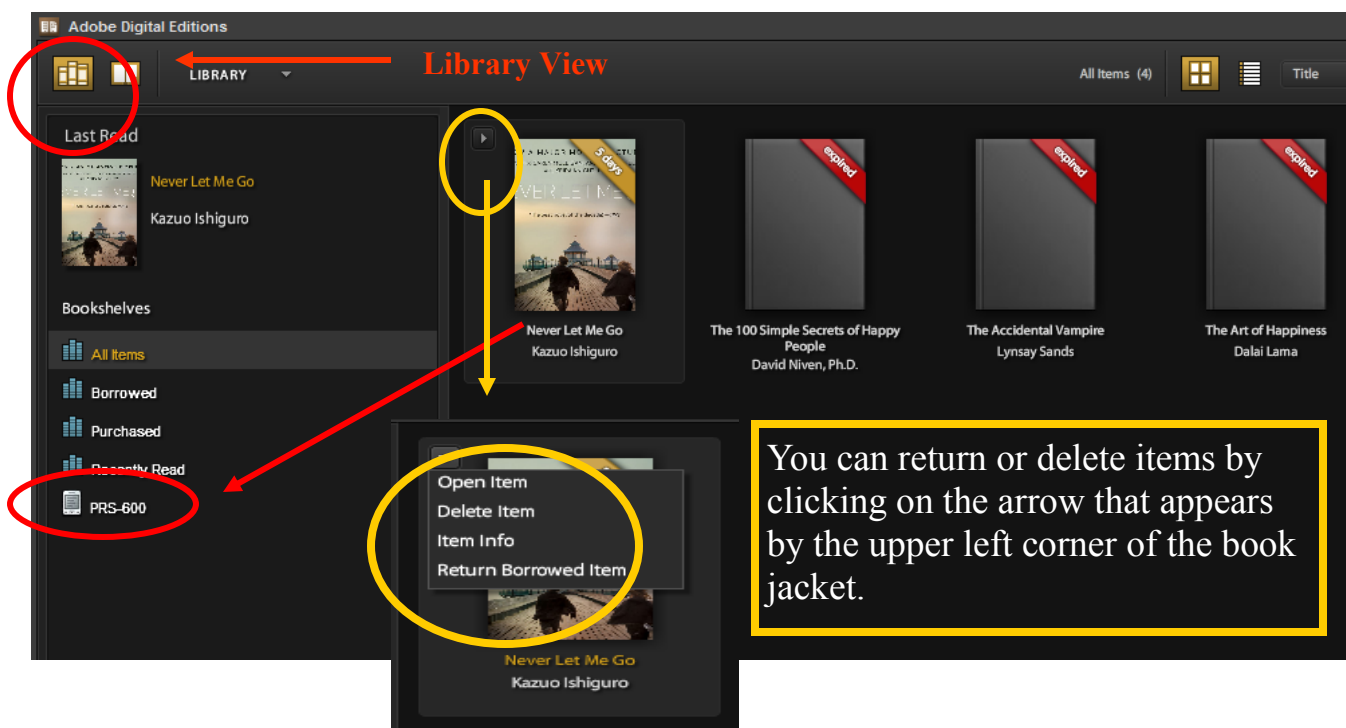 Adobe Digital Editions
LIBRARY
Library View
All Items (4)
Title
Last Read
Never Let Me Go
Kazuo Ishiguro
Bookshelves
All Items
Borrowed
Purchased
Recently Read
PRS-600
5 days
Never Let Me Go
Kazuo Ishiguro
expired
The 100 Simple Secrets of Happy
People
David Niven, Ph.D.
expired
The Accidental Vampire
Lynsay Sands
expired
The Art of Happiness
Dalai Lama
Open Item
Delete Item
Item Info
Return Borrowed Item
Never Let Me Go
Kazuo Ishiguro
You can return or delete items by
clicking on the arrow that appears
by the upper left corner of the book
jacket.